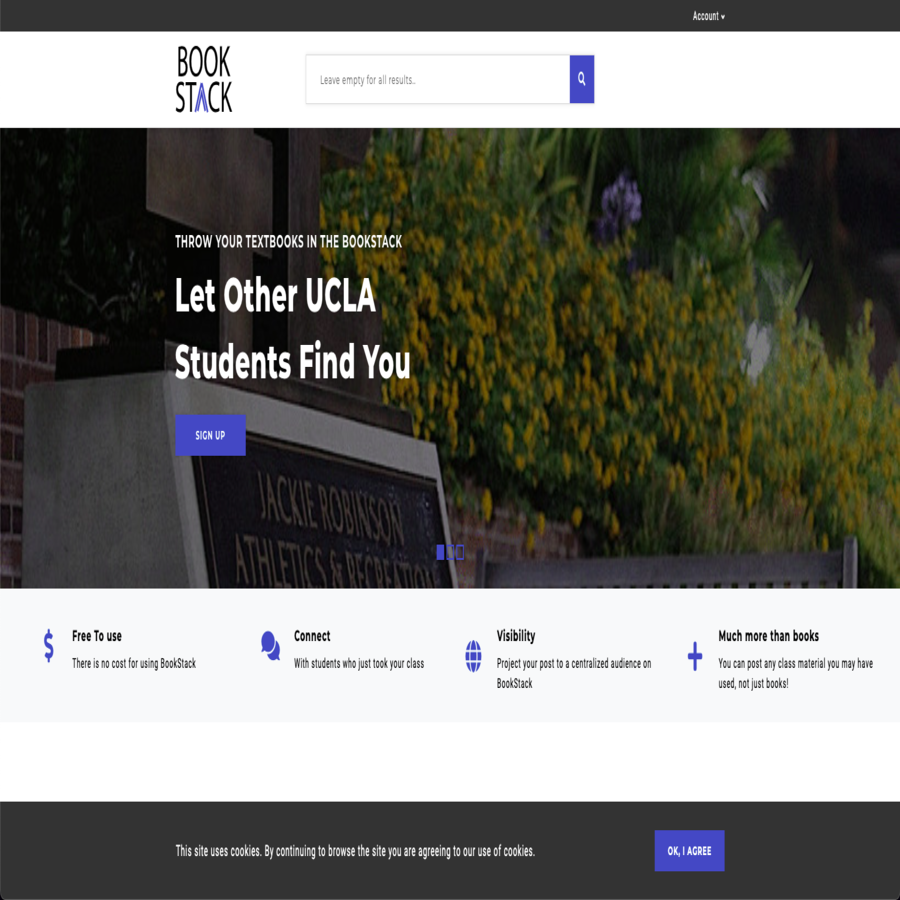 Account
BOOK
STACK
Leave empty for all results..
THROW YOUR TEXTBOOKS IN THE BOOKSTACK
Let Other UCLA
Students Find You
SIGN UP
JACKIE ROBINSON
ATHLETICS & RECREATION
Free To use
There is no cost for using BookStack
Connect
With students who just took your class
Visibility
Project your post to a centralized audience on
BookStack
Much more than books
You can post any class material you may have
used, not just books!
This site uses cookies. By continuing to browse the site you are agreeing to our use of cookies.
OK, I AGREE